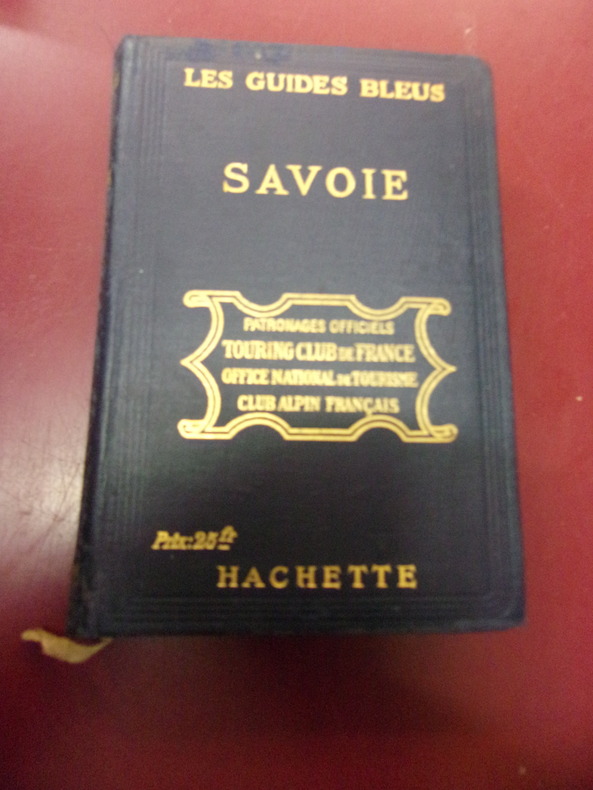 LES GUIDES BLEUS
SAVOIE
PATRONAGES OFFICIELS
TOURING CLUB DE FRANCE
OFFICE NATIONAL DU TOURISME
CLUB ALPIN FRANÇAIS
Prix: 25 fr
HACHETTE